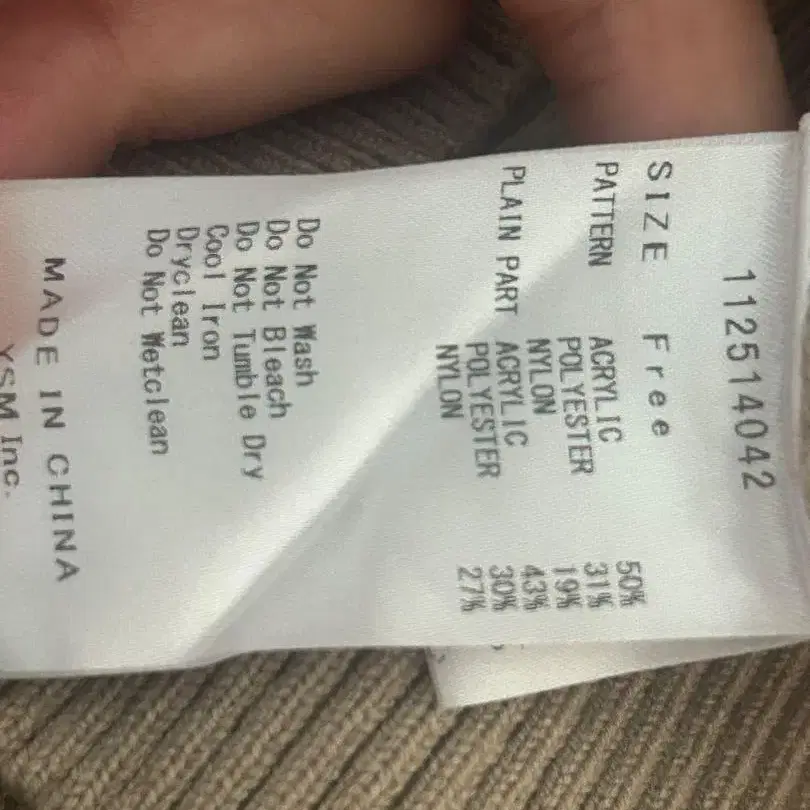 112514042
SIZE Free
PATTERN ACRYLIC 50%
POLYESTER 31%
NYLON 19%
PLAIN PART ACRYLIC 43%
POLYESTER 30%
NYLON 27%
Do Not Wash
Do Not Bleach
Do Not Tumble Dry
Cool Iron
Dryclean
Do Not Wetclean
MADE IN CHINA
YSM Inc.